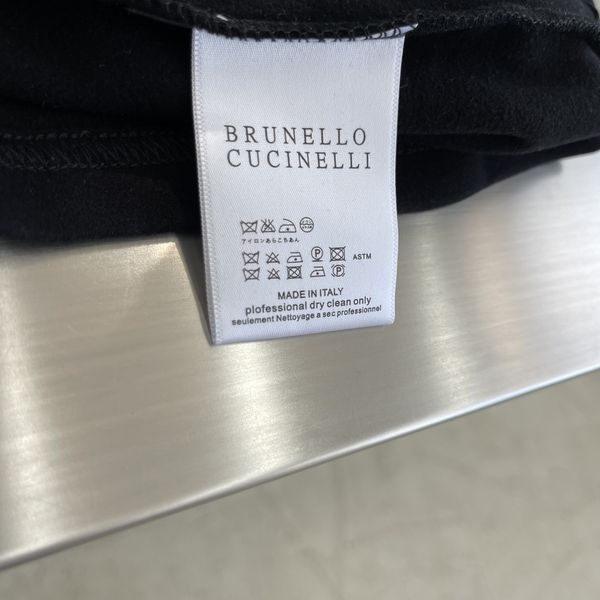 BRUNELLO
CUCINELLI
アイロンあらこちあん
ASTM
MADE IN ITALY
plofessional dry clean only
seulement Nettoyage a sec professionnel